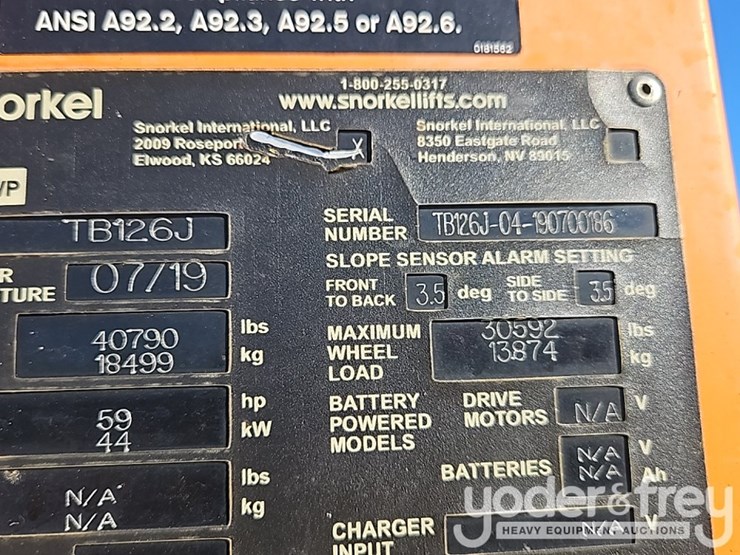 ANSI A92.2, A92.3, A92.5 or A92.6.
0181562
orkel
1-800-255-0317
www.snorkellifts.com
Snorkel International, LLC
2009 Roseport
Elwood, KS 66024
X
Snorkel International, LLC
8350 Eastgate Road
Henderson, NV 89015
TB126J
SERIAL NUMBER TB126J-04-190700186
07/19
TURE
SLOPE SENSOR ALARM SETTING
FRONT TO BACK 3.5 deg SIDE TO SIDE 3.5 deg
40790 lbs
18499 kg
MAXIMUM WHEEL LOAD
30592 lbs
13874 kg
59 hp
44 kW
BATTERY POWERED MODELS
DRIVE MOTORS N/A V
BATTERIES N/A V
N/A Ah
N/A lbs
N/A kg
CHARGER INPUT N/A V
yoder&frey
HEAVY EQUIPMENT AUCTIONS